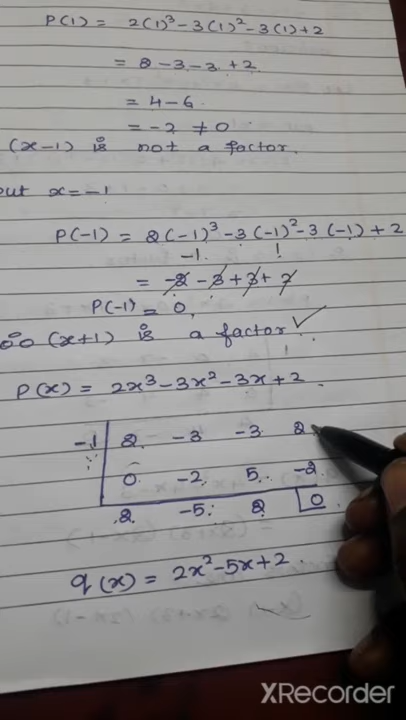 P(1) = 2(1)³-3(1)²-3(1)+2
= 2-3-3+2
= 4-6
= -2 ≠ 0
(x-1) is not a factor.
put x = -1
P(-1) = 2(-1)³-3(-1)²-3(-1)+2
-1. 1
= -2-3+3+2
P(-1) = 0,
∴ (x+1) is a factor. ✓
P(x) = 2x³-3x²-3x+2.
-1 | 2 -3 -3 2
0 -2 5 -2
2 -5 2 0
q(x) = 2x²-5x+2
XRecorder